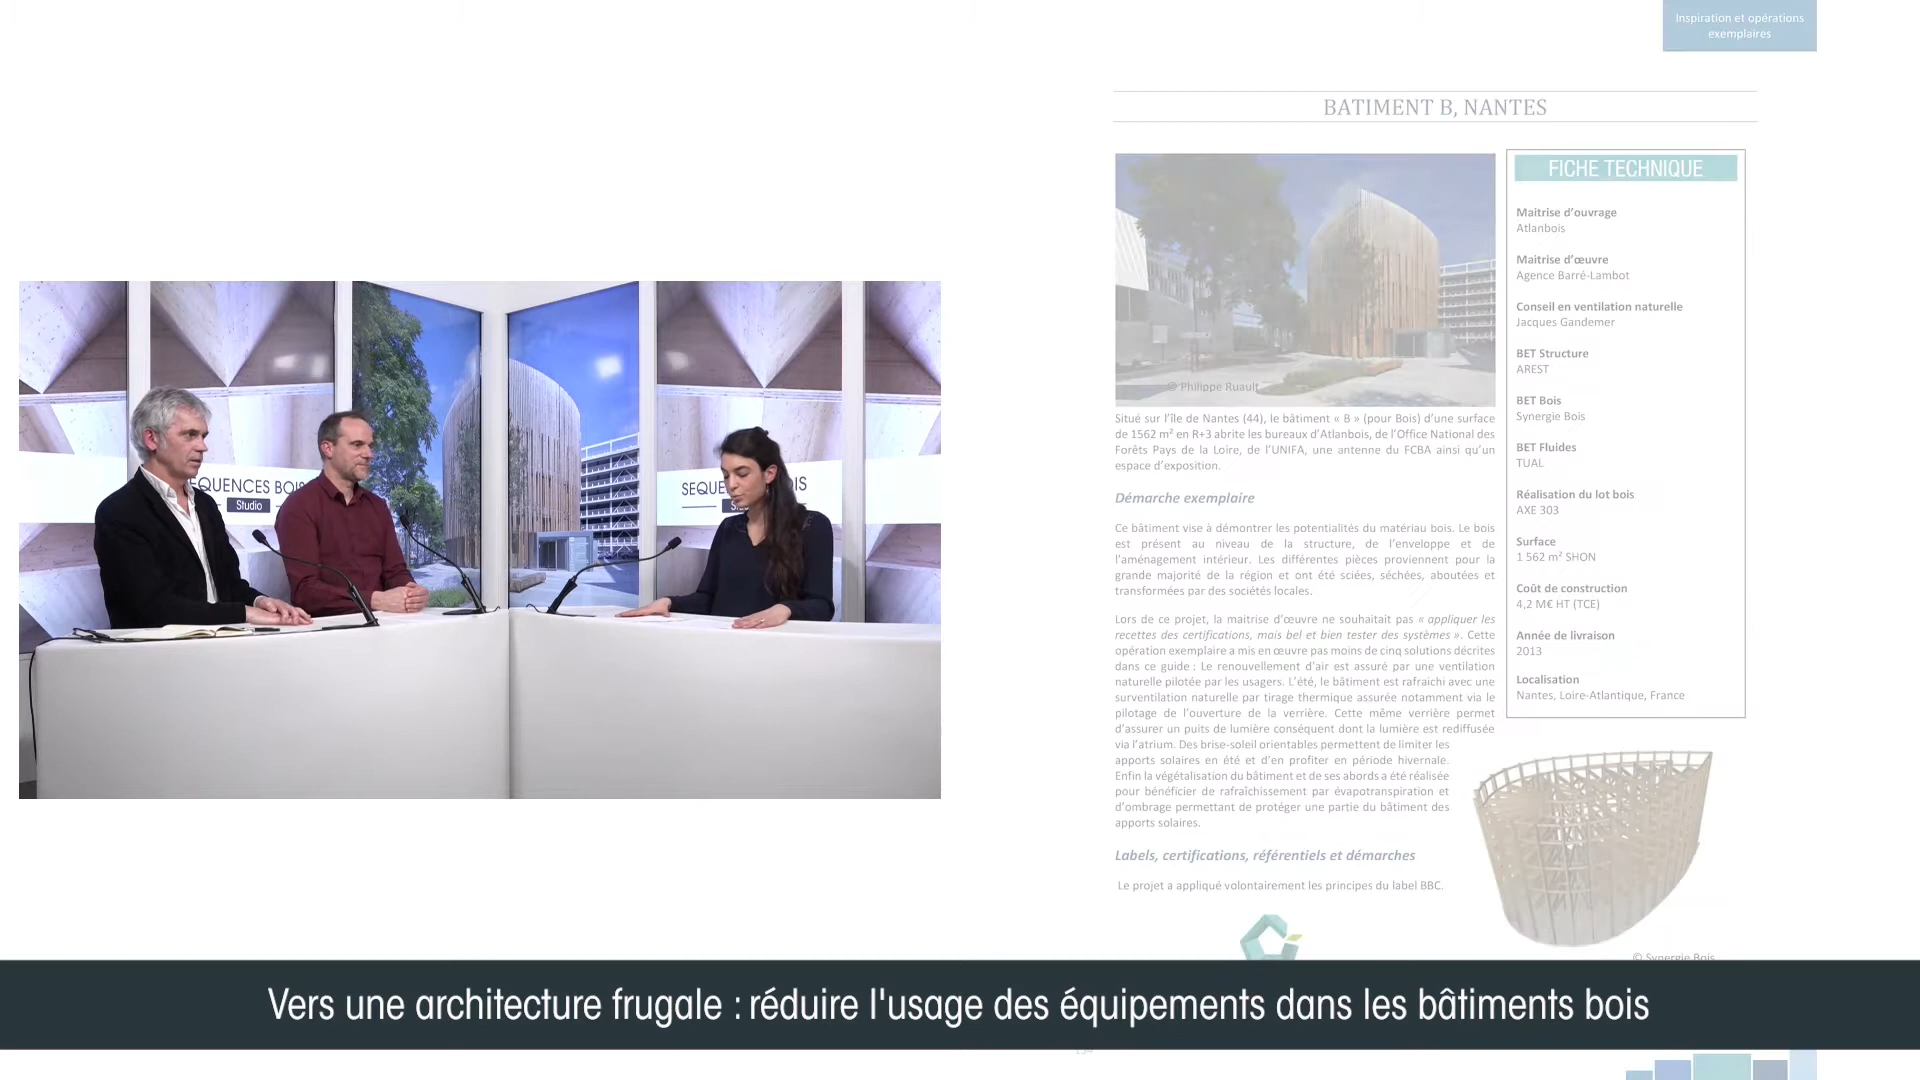 Inspiration et opérations
exemplaires
BATIMENT B, NANTES
© Philippe Ruault
Situé sur l'île de Nantes (44), le bâtiment « B » (pour Bois) d'une surface
de 1562 m² en R+3 abrite les bureaux d'Atlanbois, de l'Office National des
Forêts Pays de la Loire, de l'UNIFA, une antenne du FCBA ainsi qu'un
espace d'exposition.
Démarche exemplaire
Ce bâtiment vise à démontrer les potentialités du matériau bois. Le bois
est présent au niveau de la structure, de l'enveloppe et de
l'aménagement intérieur. Les différentes pièces proviennent pour la
grande majorité de la région et ont été sciées, séchées, aboutées et
transformées par des sociétés locales.
Lors de ce projet, la maitrise d'œuvre ne souhaitait pas « appliquer les
recettes des certifications, mais bel et bien tester des systèmes ». Cette
opération exemplaire a mis en œuvre pas moins de cinq solutions décrites
dans ce guide : Le renouvellement d'air est assuré par une ventilation
naturelle pilotée par les usagers. L'été, le bâtiment est rafraichi avec une
surventilation naturelle par tirage thermique assurée notamment via le
pilotage de l'ouverture de la verrière. Cette même verrière permet
d'assurer un puits de lumière conséquent dont la lumière est rediffusée
via l'atrium. Des brise-soleil orientables permettent de limiter les
apports solaires en été et d'en profiter en période hivernale.
Enfin la végétalisation du bâtiment et de ses abords a été réalisée
pour bénéficier de rafraîchissement par évapotranspiration et
d'ombrage permettant de protéger une partie du bâtiment des
apports solaires.
Labels, certifications, référentiels et démarches
Le projet a appliqué volontairement les principes du label BBC.
FICHE TECHNIQUE
Maitrise d'ouvrage
Atlanbois
Maitrise d'œuvre
Agence Barré-Lambot
Conseil en ventilation naturelle
Jacques Gandemer
BET Structure
AREST
BET Bois
Synergie Bois
BET Fluides
TUAL
Réalisation du lot bois
AXE 303
Surface
1 562 m² SHON
Coût de construction
4,2 M€ HT (TCE)
Année de livraison
2013
Localisation
Nantes, Loire-Atlantique, France
© Synergie Bois
EQUENCES BOIS
Studio
SEQUE
OIS
Vers une architecture frugale : réduire l'usage des équipements dans les bâtiments bois